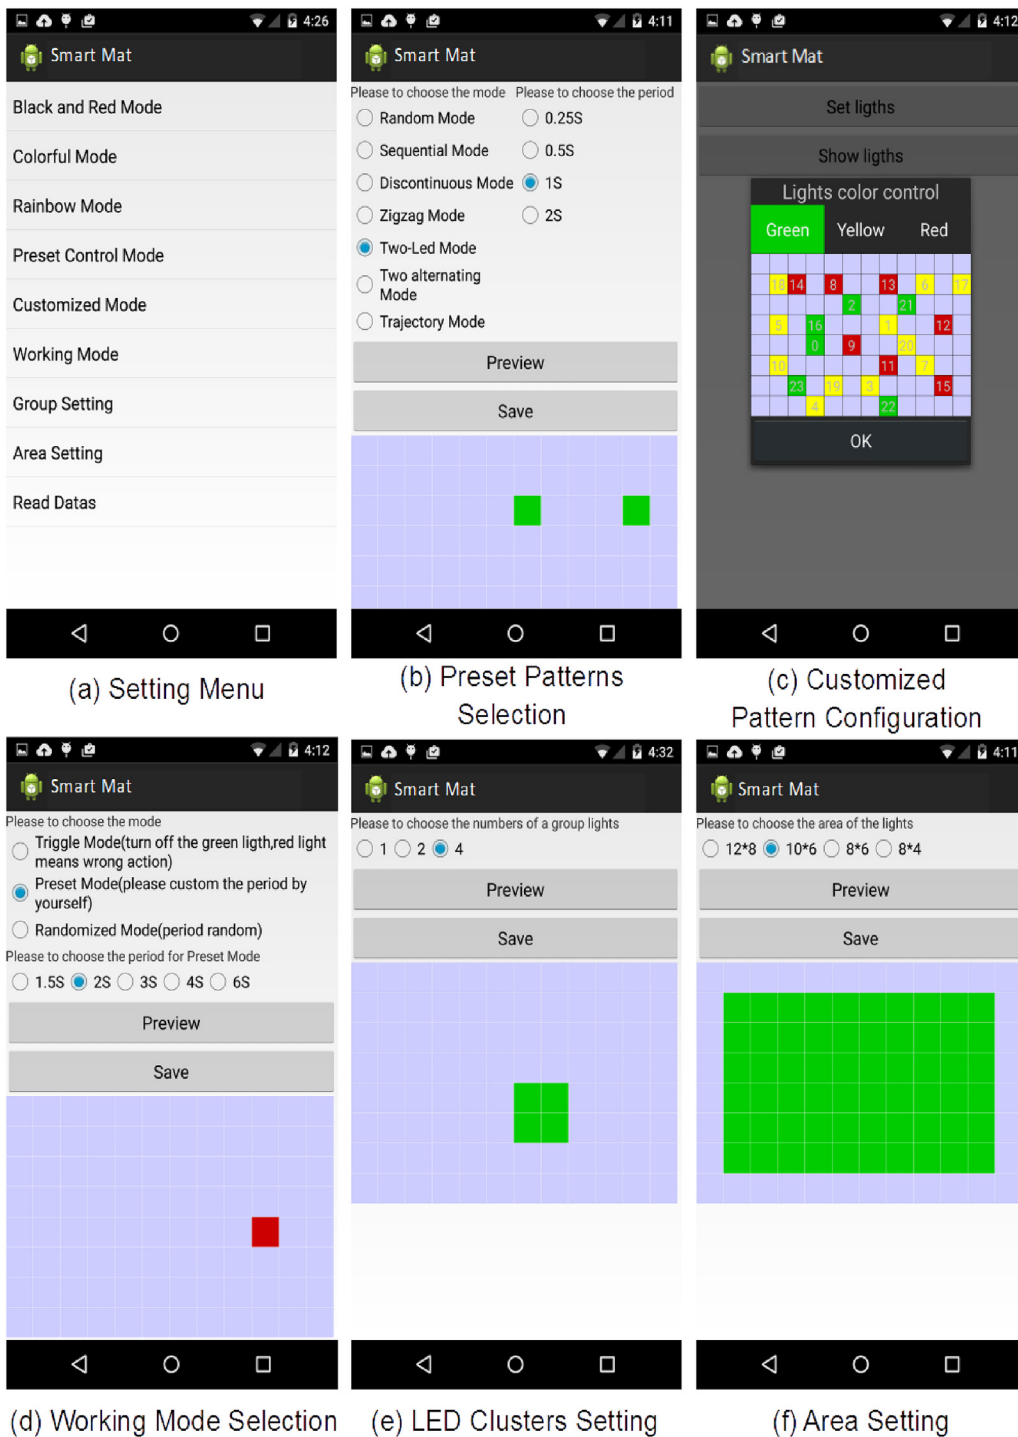 4:26
Smart Mat
Black and Red Mode
Colorful Mode
Rainbow Mode
Preset Control Mode
Customized Mode
Working Mode
Group Setting
Area Setting
Read Datas
(a) Setting Menu
4:11
Smart Mat
Please to choose the mode Please to choose the period
Random Mode 0.25S
Sequential Mode 0.5S
Discontinuous Mode 1S
Zigzag Mode 2S
Two-Led Mode
Two alternating
Mode
Trajectory Mode
Preview
Save
(b) Preset Patterns
Selection
4:12
Smart Mat
Set ligths
Show ligths
Lights color control
Green Yellow Red
18 14 8 13 6 17
2 21
5 16 1 12
0 9 20
10 11 7
23 19 3 15
4 22
OK
(c) Customized
Pattern Configuration
4:12
Smart Mat
Please to choose the mode
Triggle Mode(turn off the green ligth,red light
means wrong action)
Preset Mode(please custom the period by
yourself)
Randomized Mode(period random)
Please to choose the period for Preset Mode
1.5S 2S 3S 4S 6S
Preview
Save
(d) Working Mode Selection
4:32
Smart Mat
Please to choose the numbers of a group lights
1 2 4
Preview
Save
(e) LED Clusters Setting
4:11
Smart Mat
Please to choose the area of the lights
12*8 10*6 8*6 8*4
Preview
Save
(f) Area Setting